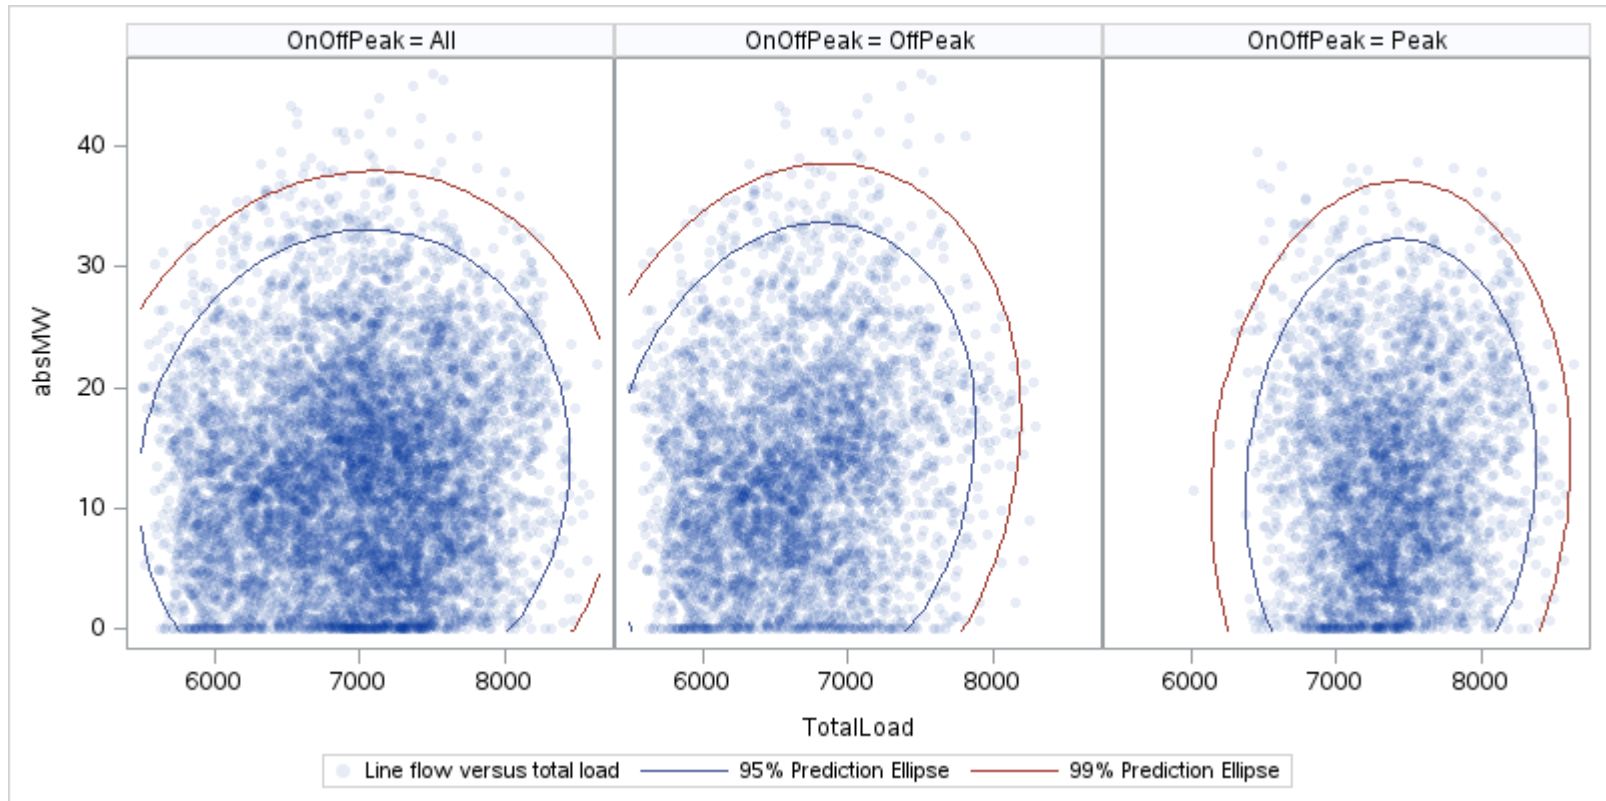 OnOffPeak = All
OnOffPeak = OffPeak
OnOffPeak = Peak
absMW
40
30
20
10
0
6000
7000
8000
6000
7000
8000
6000
7000
8000
TotalLoad
Line flow versus total load
95% Prediction Ellipse
99% Prediction Ellipse